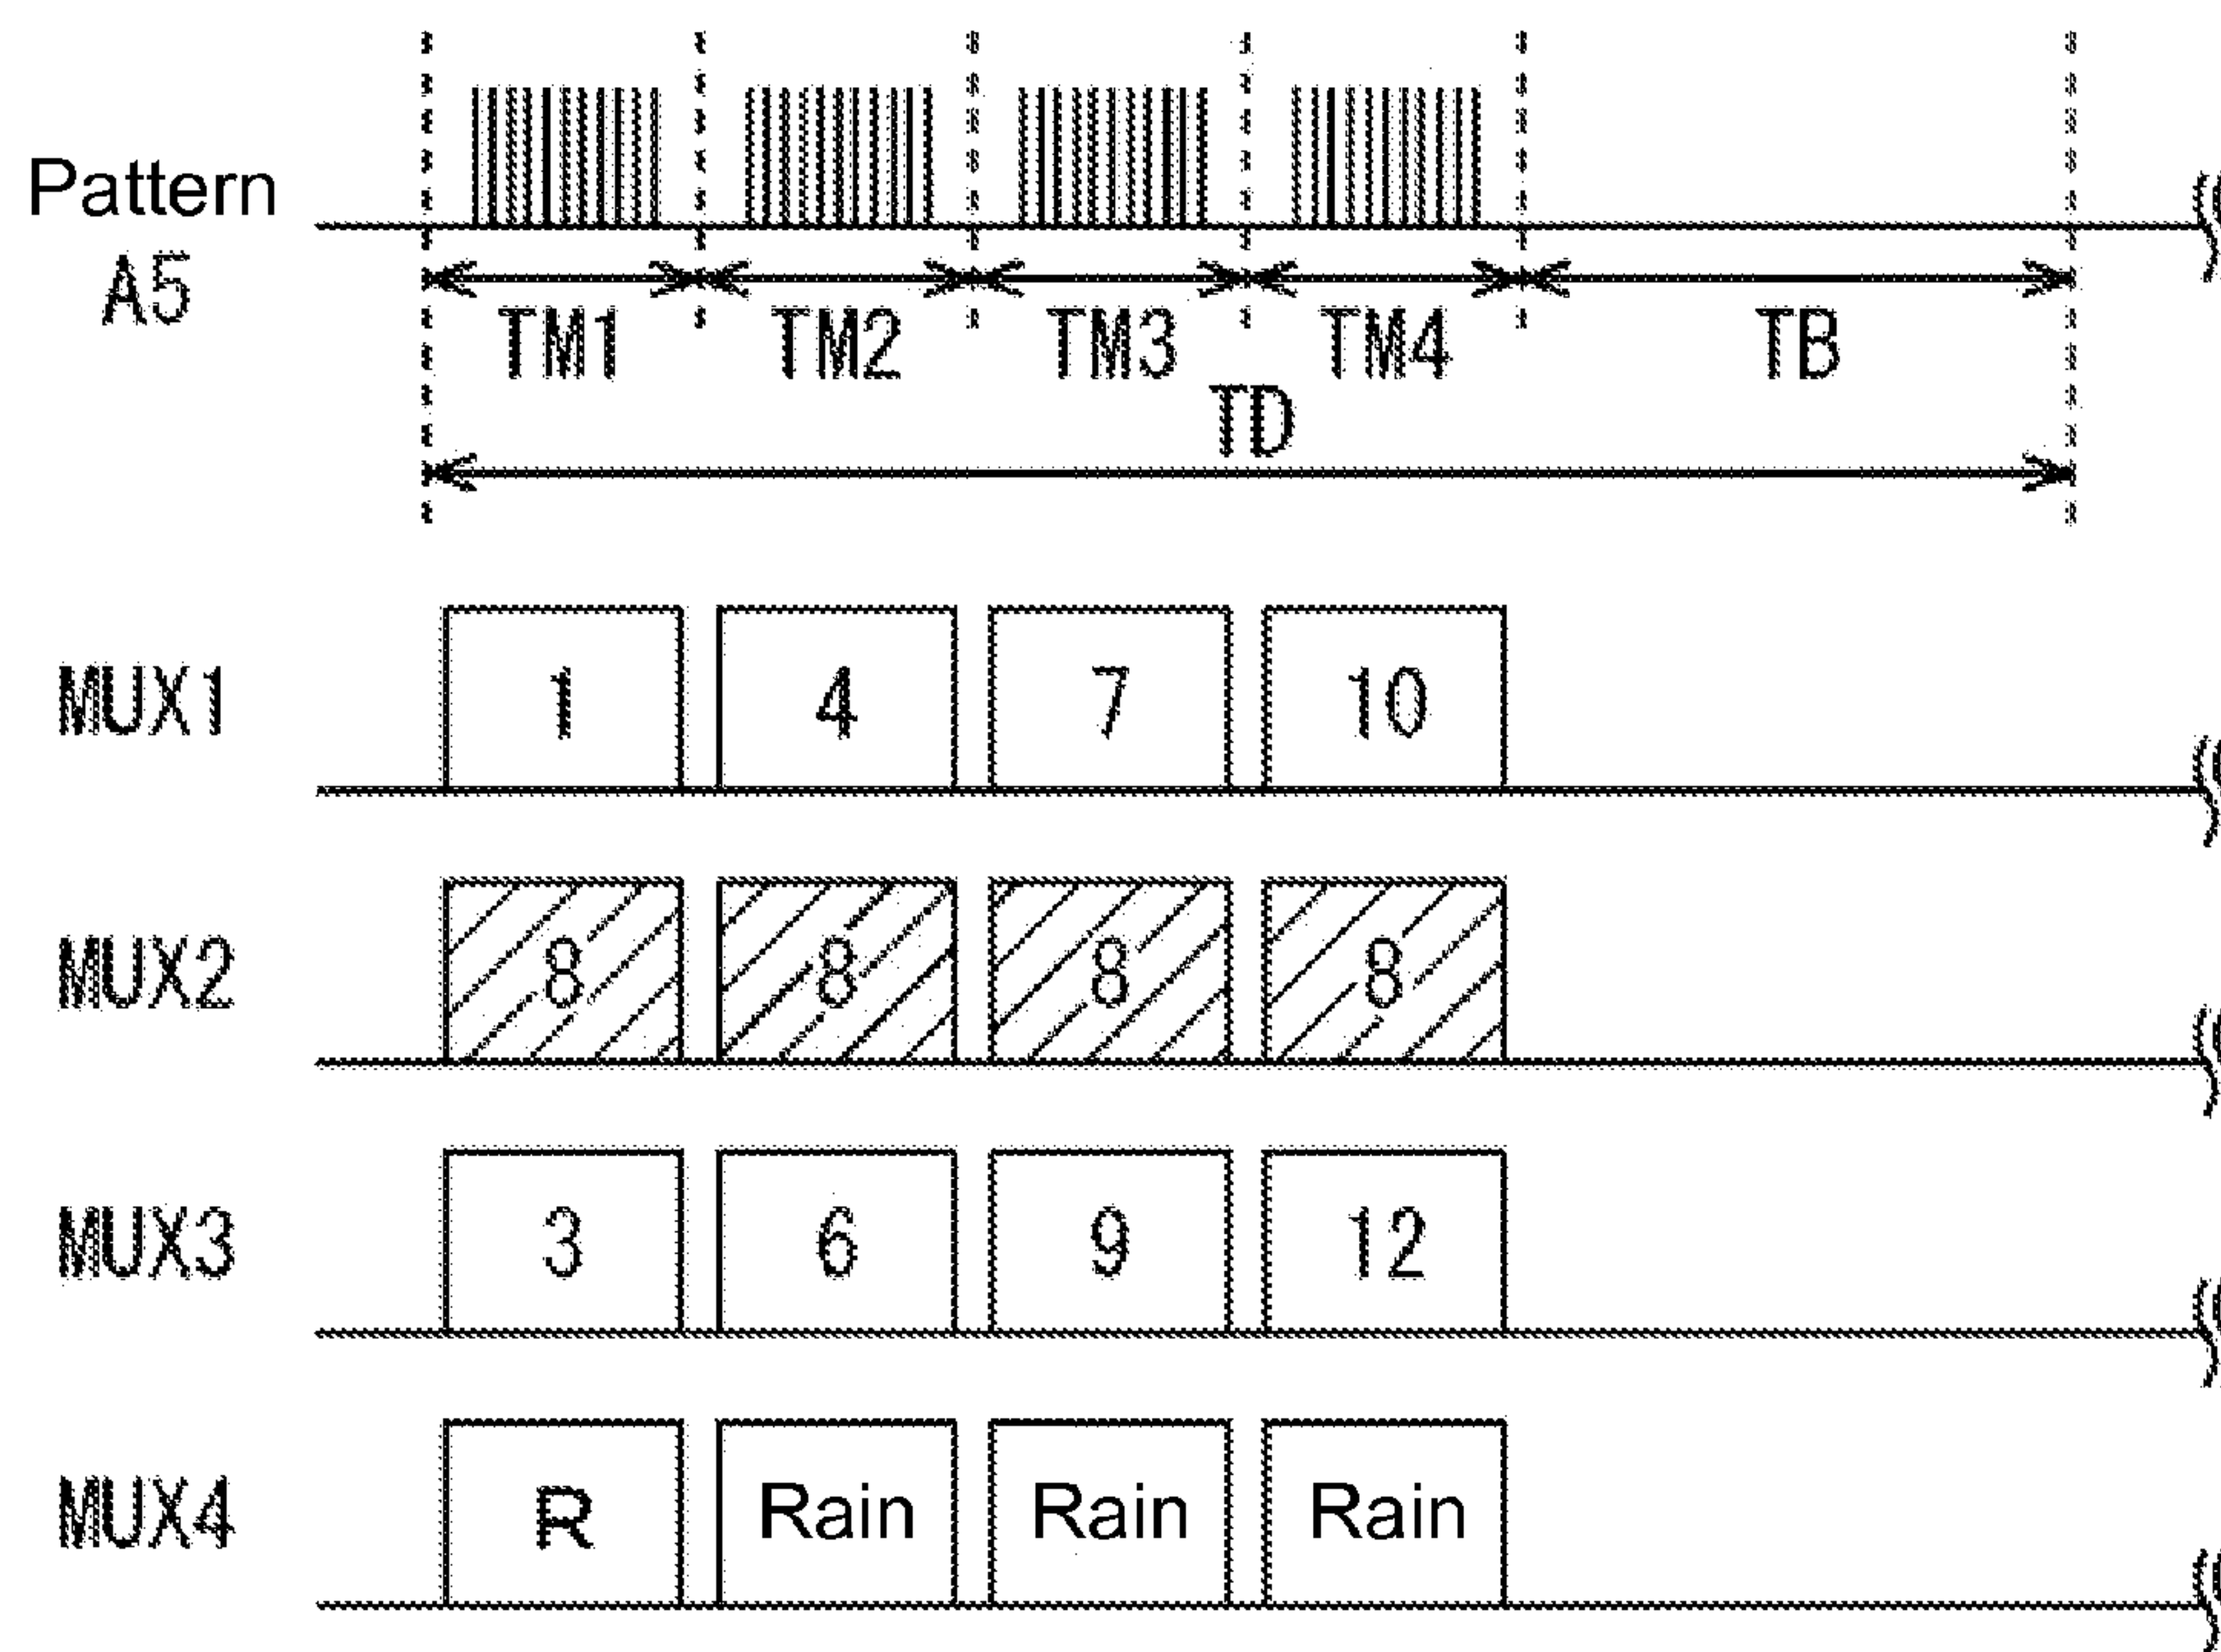 Pattern
A5
TM1 TM2 TM3 TM4 TB
TD
MUX1 1 4 7 10
MUX2 8 8 8 8
MUX3 3 6 9 12
MUX4 R Rain Rain Rain